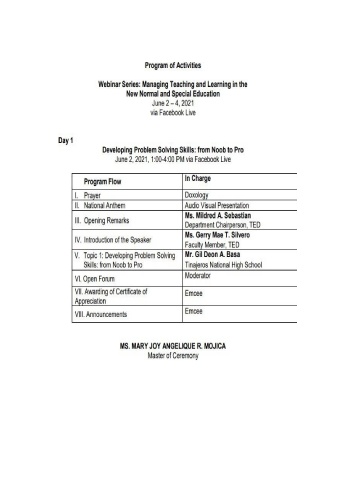 Program of Activities
Webinar Series: Managing Teaching and Learning in the
New Normal and Special Education
June 2 – 4, 2021
via Facebook Live
Day 1
Developing Problem Solving Skills: from Noob to Pro
June 2, 2021, 1:00-4:00 PM via Facebook Live
Program Flow
In Charge
I. Prayer
Doxology
II. National Anthem
Audo Visual Presentation
III. Opening Remarks
Ms. Mildred A. Sebastian
Department Chairperson, TED
IV. Introduction of the Speaker
Ms. Gerry Mae T. Silvero
Faculty Member, TED
V. Topic 1: Developing Problem Solving
Skills: from Noob to Pro
Mr. Gil Deon A. Basa
Tinajeros National High School
VI. Open Forum
Moderator
VII. Awarding of Certificate of
Appreciation
Emcee
VIII. Announcements
Emcee
MS. MARY JOY ANGELIQUE R. MOJICA
Master of Ceremony